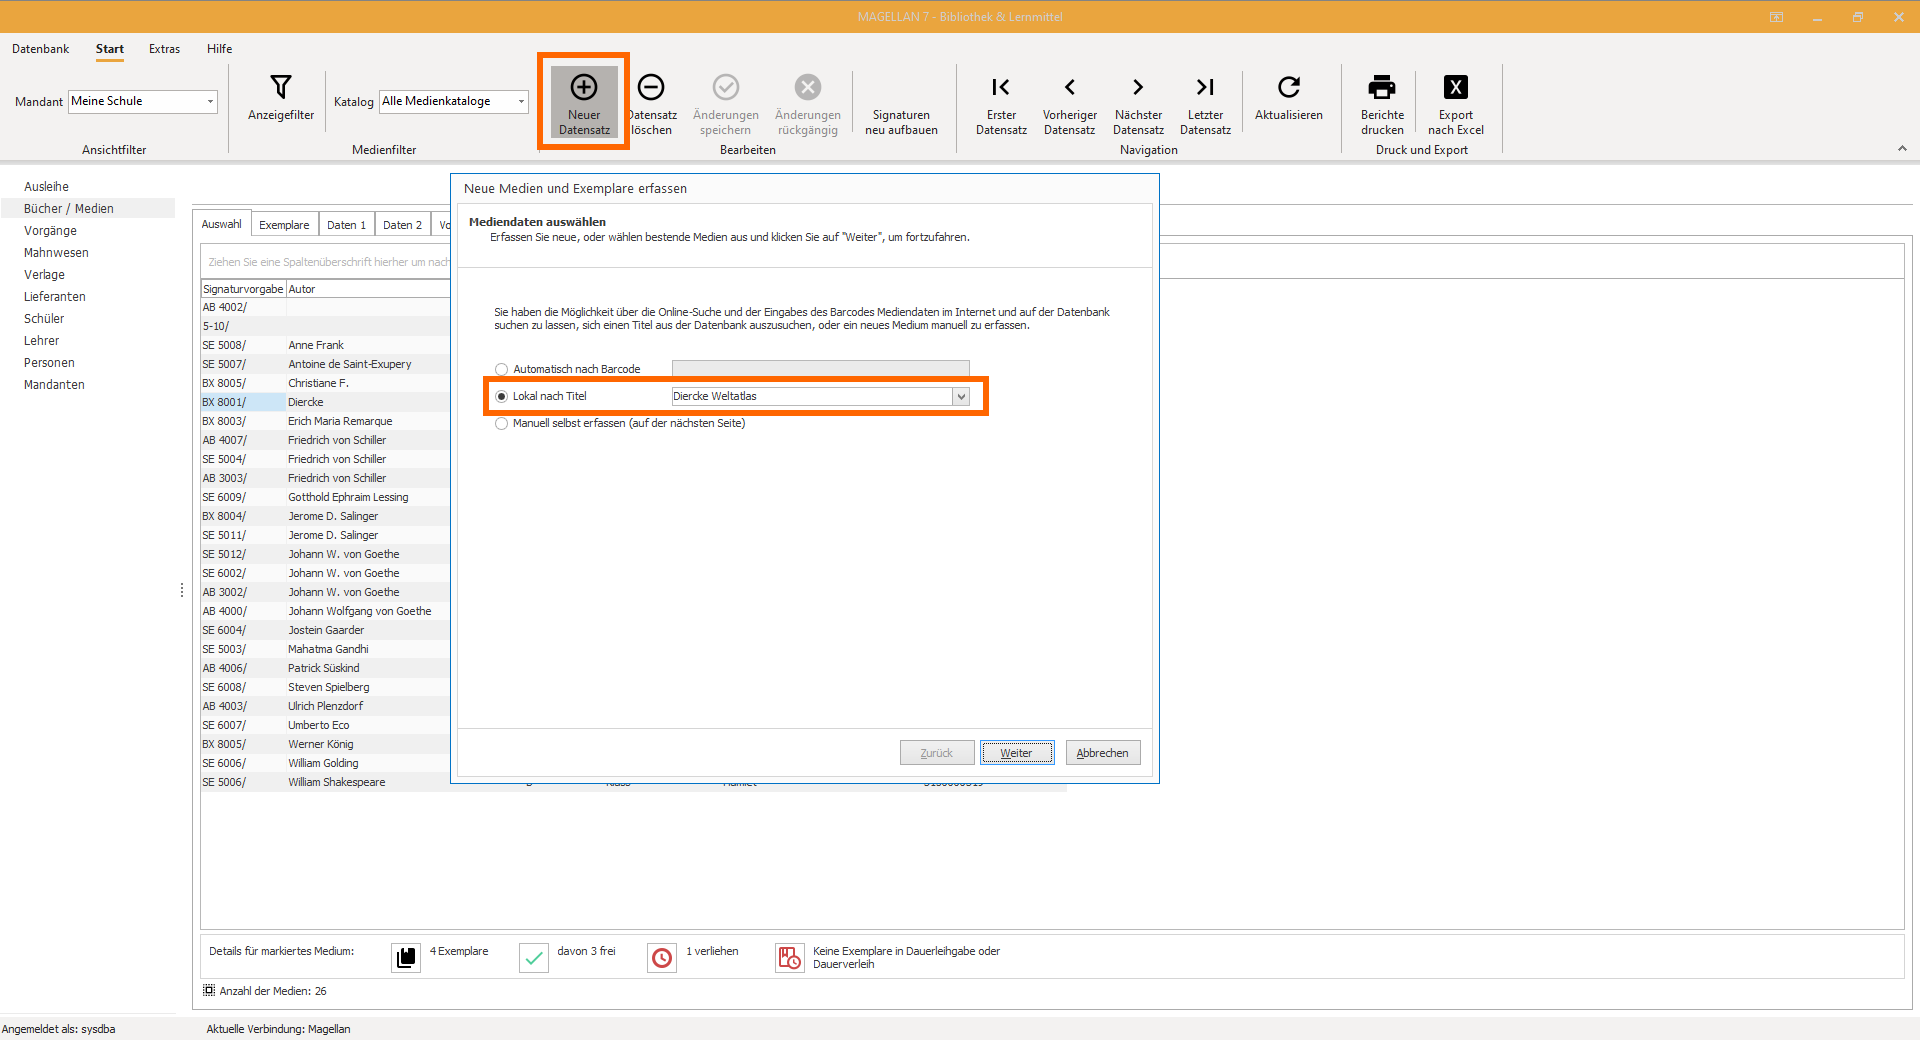 MAGELLAN 7 - Bibliothek & Lernmittel
Datenbank Start Extras Hilfe
Mandant Meine Schule
Ansichtfilter
Anzeigefilter
Katalog Alle Medienkataloge
Medienfilter
Neuer
Datensatz
Datensatz
löschen
Änderungen
speichern
Änderungen
rückgängig
Signaturen
neu aufbauen
Bearbeiten
Erster
Datensatz
Vorheriger
Datensatz
Nächster
Datensatz
Letzter
Datensatz
Aktualisieren
Navigation
Berichte
drucken
Export
nach Excel
Druck und Export
Ausleihe
Bücher / Medien
Vorgänge
Mahnwesen
Verlage
Lieferanten
Schüler
Lehrer
Personen
Mandanten
Auswahl Exemplare Daten 1 Daten 2 Vo
Ziehen Sie eine Spaltenüberschrift hierher um nach
Signaturvorgabe Autor
AB 4002/
5-10/
SE 5008/ Anne Frank
SE 5007/ Antoine de Saint-Exupery
BX 8005/ Christiane F.
BX 8001/ Diercke
BX 8003/ Erich Maria Remarque
AB 4007/ Friedrich von Schiller
SE 5004/ Friedrich von Schiller
AB 3003/ Friedrich von Schiller
SE 6009/ Gotthold Ephraim Lessing
BX 8004/ Jerome D. Salinger
SE 5011/ Jerome D. Salinger
SE 5012/ Johann W. von Goethe
SE 6002/ Johann W. von Goethe
AB 3002/ Johann W. von Goethe
AB 4000/ Johann Wolfgang von Goethe
SE 6004/ Jostein Gaarder
SE 5003/ Mahatma Gandhi
AB 4006/ Patrick Süskind
SE 6008/ Steven Spielberg
AB 4003/ Ulrich Plenzdorf
SE 6007/ Umberto Eco
BX 8005/ Werner König
SE 6006/ William Golding
SE 5006/ William Shakespeare
Neue Medien und Exemplare erfassen
Mediendaten auswählen
Erfassen Sie neue, oder wählen bestende Medien aus und klicken Sie auf "Weiter", um fortzufahren.
Sie haben die Möglichkeit über die Online-Suche und der Eingabes des Barcodes Mediendaten im Internet und auf der Datenbank
suchen zu lassen, sich einen Titel aus der Datenbank auszusuchen, oder ein neues Medium manuell zu erfassen.
Automatisch nach Barcode
Lokal nach Titel Diercke Weltatlas
Manuell selbst erfassen (auf der nächsten Seite)
Zurück Weiter Abbrechen
Details für markiertes Medium: 4 Exemplare davon 3 frei 1 verliehen Keine Exemplare in Dauerleihgabe oder
Dauerverleih
Anzahl der Medien: 26
Angemeldet als: sysdba Aktuelle Verbindung: Magellan